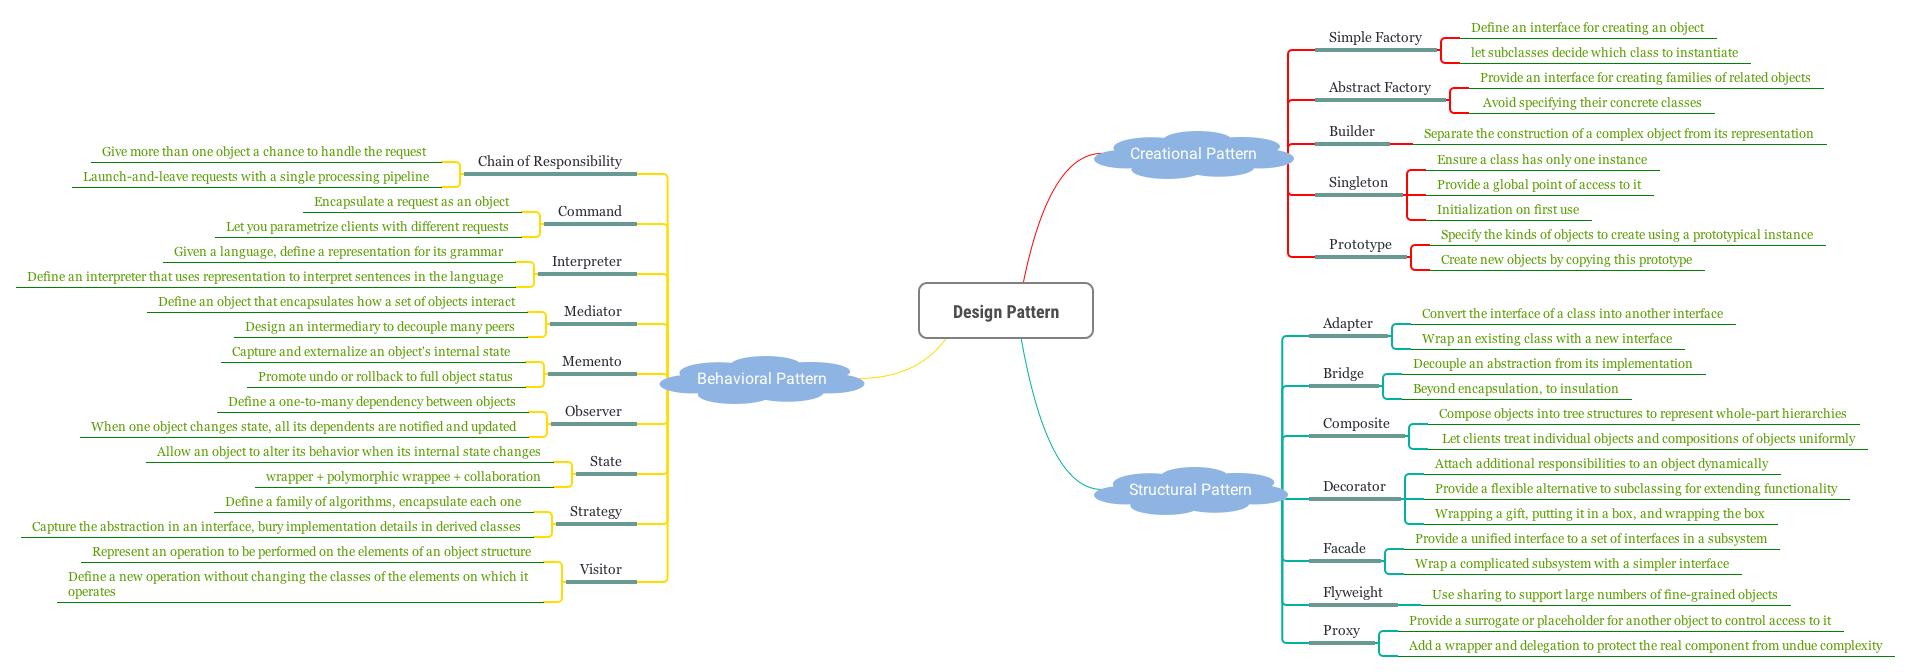 Design Pattern
Creational Pattern
Simple Factory
Define an interface for creating an object
let subclasses decide which class to instantiate
Abstract Factory
Provide an interface for creating families of related objects
Avoid specifying their concrete classes
Builder
Separate the construction of a complex object from its representation
Singleton
Ensure a class has only one instance
Provide a global point of access to it
Initialization on first use
Prototype
Specify the kinds of objects to create using a prototypical instance
Create new objects by copying this prototype
Structural Pattern
Adapter
Convert the interface of a class into another interface
Wrap an existing class with a new interface
Bridge
Decouple an abstraction from its implementation
Beyond encapsulation, to insulation
Composite
Compose objects into tree structures to represent whole-part hierarchies
Let clients treat individual objects and compositions of objects uniformly
Decorator
Attach additional responsibilities to an object dynamically
Provide a flexible alternative to subclassing for extending functionality
Wrapping a gift, putting it in a box, and wrapping the box
Facade
Provide a unified interface to a set of interfaces in a subsystem
Wrap a complicated subsystem with a simpler interface
Flyweight
Use sharing to support large numbers of fine-grained objects
Proxy
Provide a surrogate or placeholder for another object to control access to it
Add a wrapper and delegation to protect the real component from undue complexity
Behavioral Pattern
Chain of Responsibility
Give more than one object a chance to handle the request
Launch-and-leave requests with a single processing pipeline
Command
Encapsulate a request as an object
Let you parametrize clients with different requests
Interpreter
Given a language, define a representation for its grammar
Define an interpreter that uses representation to interpret sentences in the language
Mediator
Define an object that encapsulates how a set of objects interact
Design an intermediary to decouple many peers
Memento
Capture and externalize an object's internal state
Promote undo or rollback to full object status
Observer
Define a one-to-many dependency between objects
When one object changes state, all its dependents are notified and updated
State
Allow an object to alter its behavior when its internal state changes
wrapper + polymorphic wrappee + collaboration
Strategy
Define a family of algorithms, encapsulate each one
Capture the abstraction in an interface, bury implementation details in derived classes
Visitor
Represent an operation to be performed on the elements of an object structure
Define a new operation without changing the classes of the elements on which it
operates